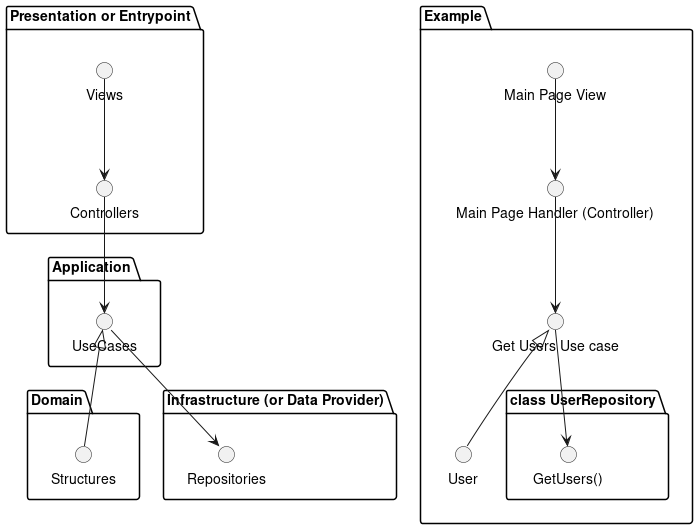 Presentation or Entrypoint
Views
Controllers
Application
UseCases
Domain
Structures
Infrastructure (or Data Provider)
Repositories
Example
Main Page View
Main Page Handler (Controller)
Get Users Use case
User
class UserRepository
GetUsers()